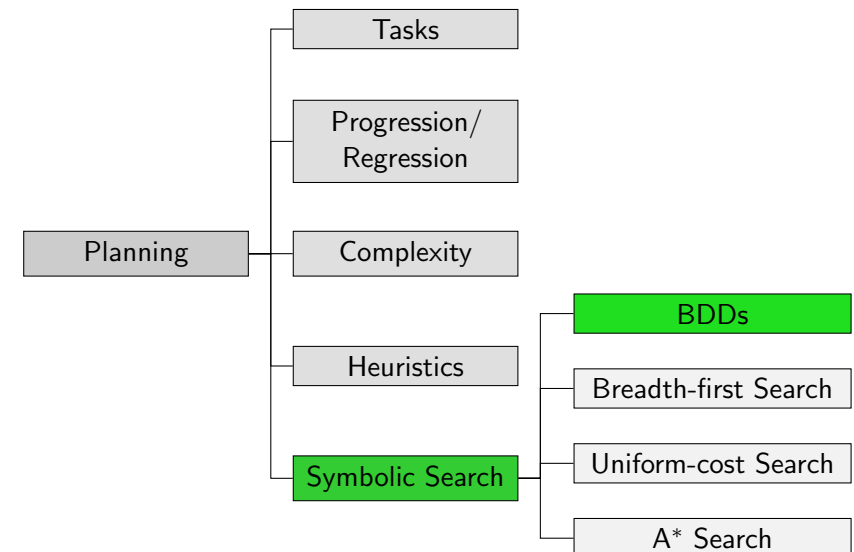 Tasks
Progression/
Regression
Planning
Complexity
BDDs
Heuristics
Breadth-first Search
Uniform-cost Search
Symbolic Search
A* Search